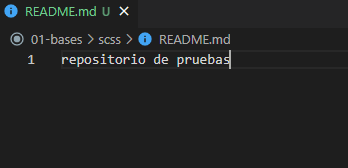 README.md U
01-bases > scss > README.md
1 repositorio de pruebas